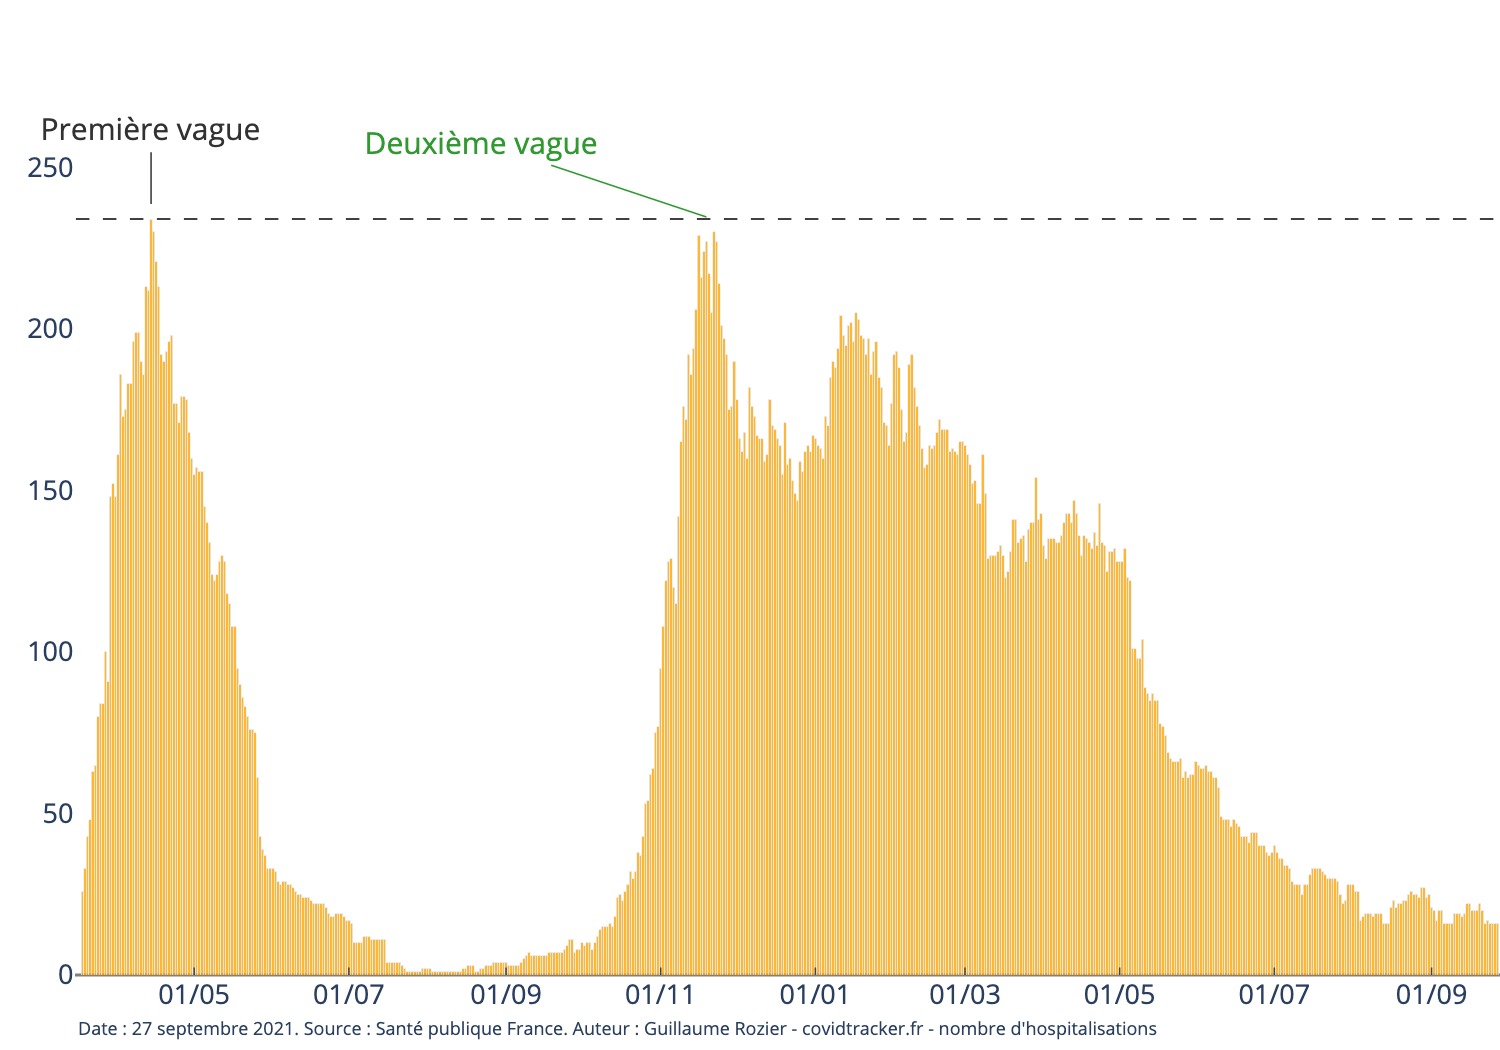 Première vague
Deuxième vague
250
200
150
100
50
0
01/05 01/07 01/09 01/11 01/01 01/03 01/05 01/07 01/09
Date : 27 septembre 2021. Source : Santé publique France. Auteur : Guillaume Rozier - covidtracker.fr - nombre d'hospitalisations